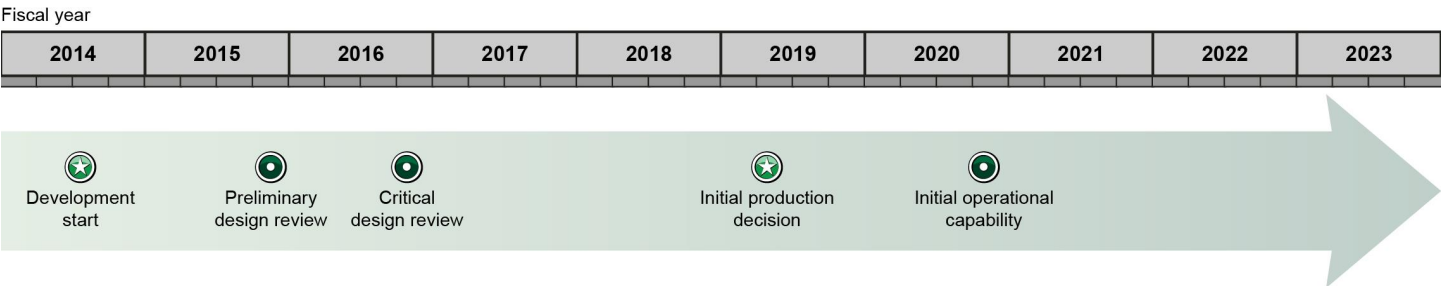 Fiscal year
2014 2015 2016 2017 2018 2019 2020 2021 2022 2023
Development
start
Preliminary
design review
Critical
design review
Initial production
decision
Initial operational
capability